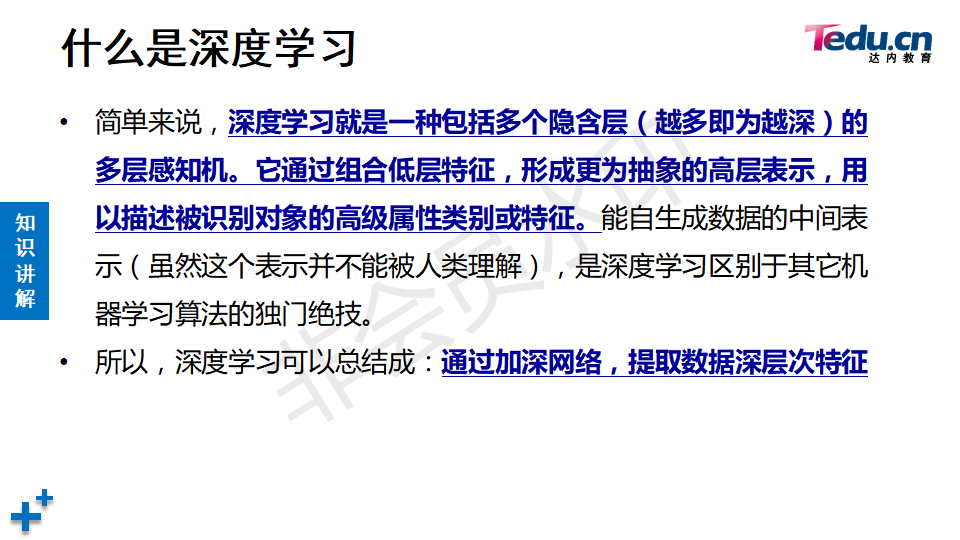 什么是深度学习
Tedu.cn
达内教育
• 简单来说，深度学习就是一种包括多个隐含层（越多即为越深）的
多层感知机。它通过组合低层特征，形成更为抽象的高层表示，用
以描述被识别对象的高级属性类别或特征。能自生成数据的中间表
示（虽然这个表示并不能被人类理解），是深度学习区别于其它机
器学习算法的独门绝技。
• 所以，深度学习可以总结成：通过加深网络，提取数据深层次特征
知识讲解
非会员水印